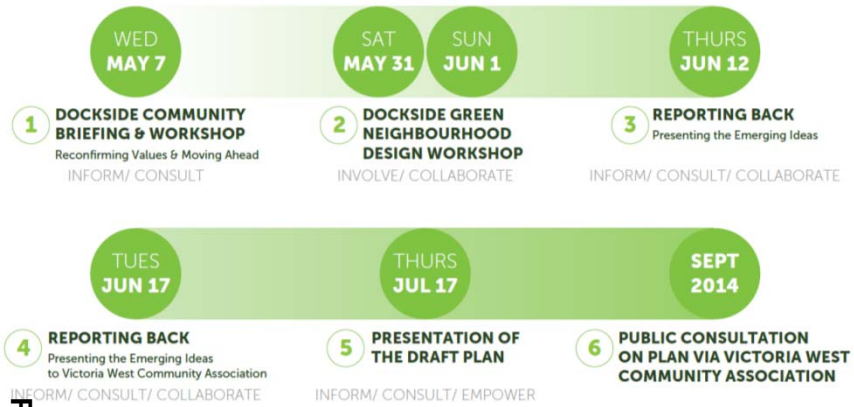 WED
MAY 7
SAT
MAY 31
SUN
JUN 1
THURS
JUN 12
1
DOCKSIDE COMMUNITY
BRIEFING & WORKSHOP
Reconfirming Values & Moving Ahead
INFORM/ CONSULT
2
DOCKSIDE GREEN
NEIGHBOURHOOD
DESIGN WORKSHOP
INVOLVE/ COLLABORATE
3
REPORTING BACK
Presenting the Emerging Ideas
INFORM/ CONSULT/ COLLABORATE
TUES
JUN 17
THURS
JUL 17
SEPT
2014
4
REPORTING BACK
Presenting the Emerging Ideas
to Victoria West Community Association
INFORM/ CONSULT/ COLLABORATE
5
PRESENTATION OF
THE DRAFT PLAN
INFORM/ CONSULT/ EMPOWER
6
PUBLIC CONSULTATION
ON PLAN VIA VICTORIA WEST
COMMUNITY ASSOCIATION